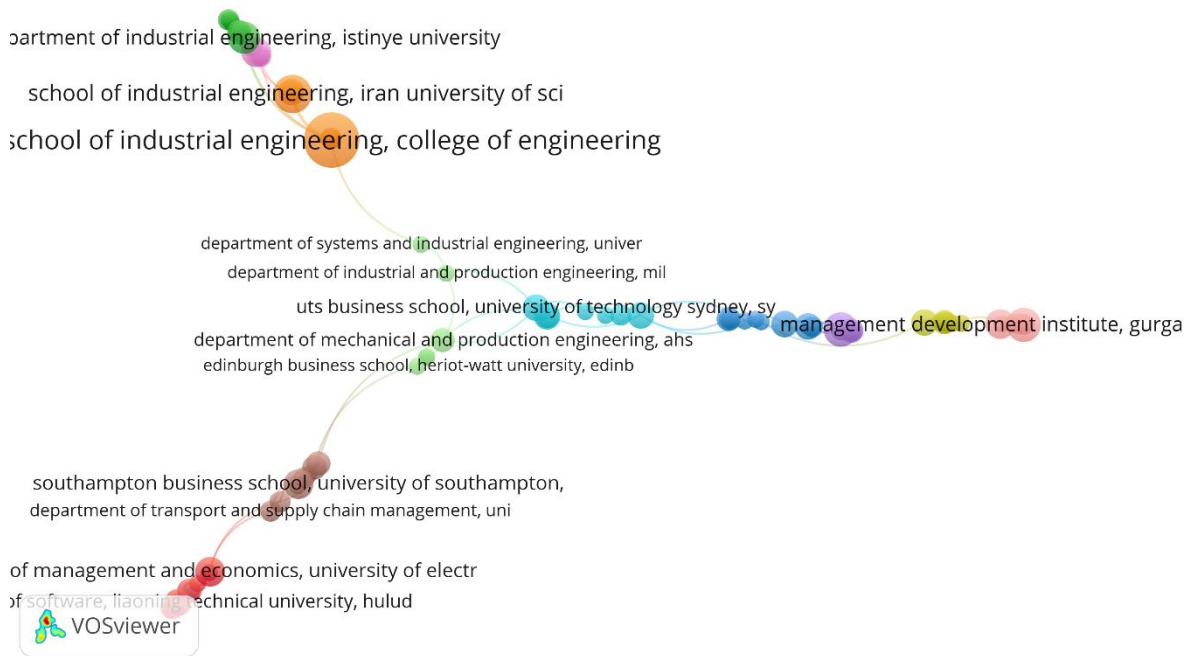 partment of industrial engineering, istinye university
school of industrial engineering, iran university of sci
school of industrial engineering, college of engineering
department of systems and industrial engineering, univer
department of industrial and production engineering, mil
uts business school, university of technology sydney, sy
management development institute, gurga
department of mechanical and production engineering, ahs
edinburgh business school, heriot-watt university, edinb
southampton business school, university of southampton,
department of transport and supply chain management, uni
of management and economics, university of electr
of software, liaoning technical university, hulud
VOSviewer